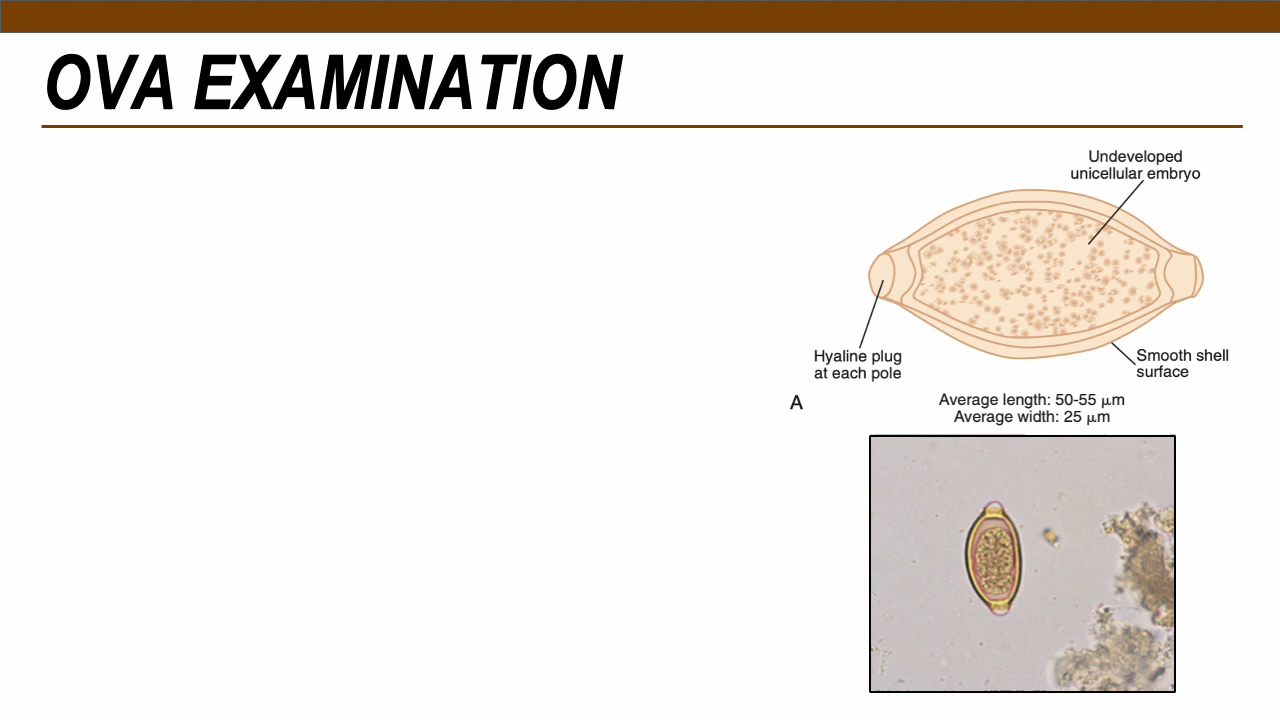 OVA EXAMINATION
Undeveloped
unicellular embryo
Hyaline plug
at each pole
Smooth shell
surface
A
Average length: 50-55 μm
Average width: 25 μm